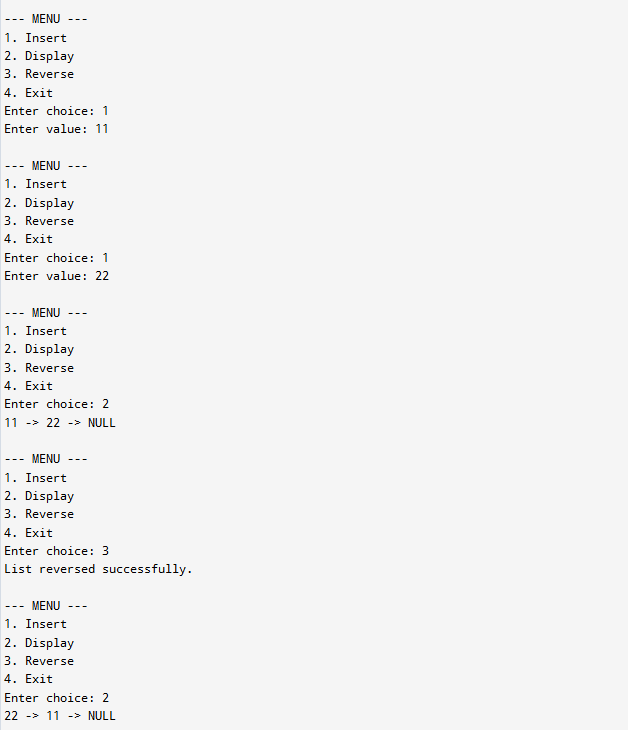 --- MENU ---
1. Insert
2. Display
3. Reverse
4. Exit
Enter choice: 1
Enter value: 11

--- MENU ---
1. Insert
2. Display
3. Reverse
4. Exit
Enter choice: 1
Enter value: 22

--- MENU ---
1. Insert
2. Display
3. Reverse
4. Exit
Enter choice: 2
11 -> 22 -> NULL

--- MENU ---
1. Insert
2. Display
3. Reverse
4. Exit
Enter choice: 3
List reversed successfully.

--- MENU ---
1. Insert
2. Display
3. Reverse
4. Exit
Enter choice: 2
22 -> 11 -> NULL